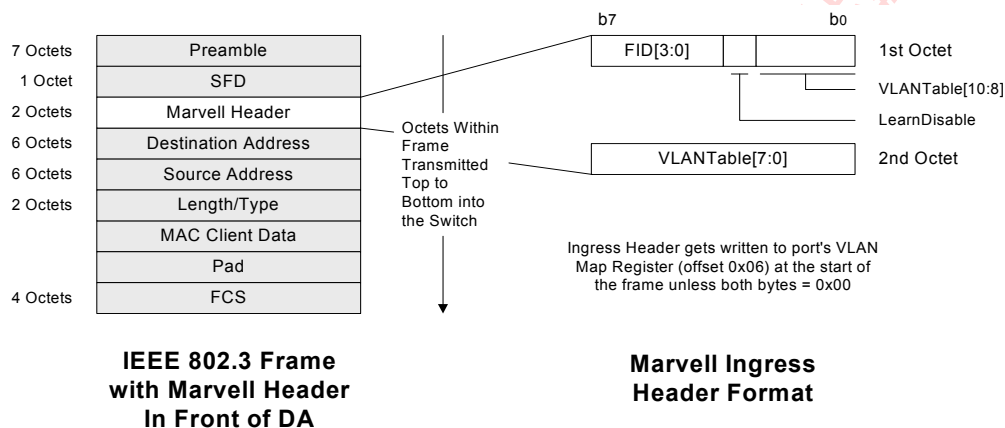 b7 b0
7 Octets Preamble FID[3:0] 1st Octet
1 Octet SFD
VLANTable[10:8]
2 Octets Marvell Header
LearnDisable
6 Octets Destination Address
Octets Within
Frame
Transmitted
Top to
Bottom into
the Switch
VLANTable[7:0] 2nd Octet
6 Octets Source Address
2 Octets Length/Type
MAC Client Data
Pad
4 Octets FCS
Ingress Header gets written to port's VLAN
Map Register (offset 0x06) at the start of
the frame unless both bytes = 0x00
IEEE 802.3 Frame
with Marvell Header
In Front of DA
Marvell Ingress
Header Format